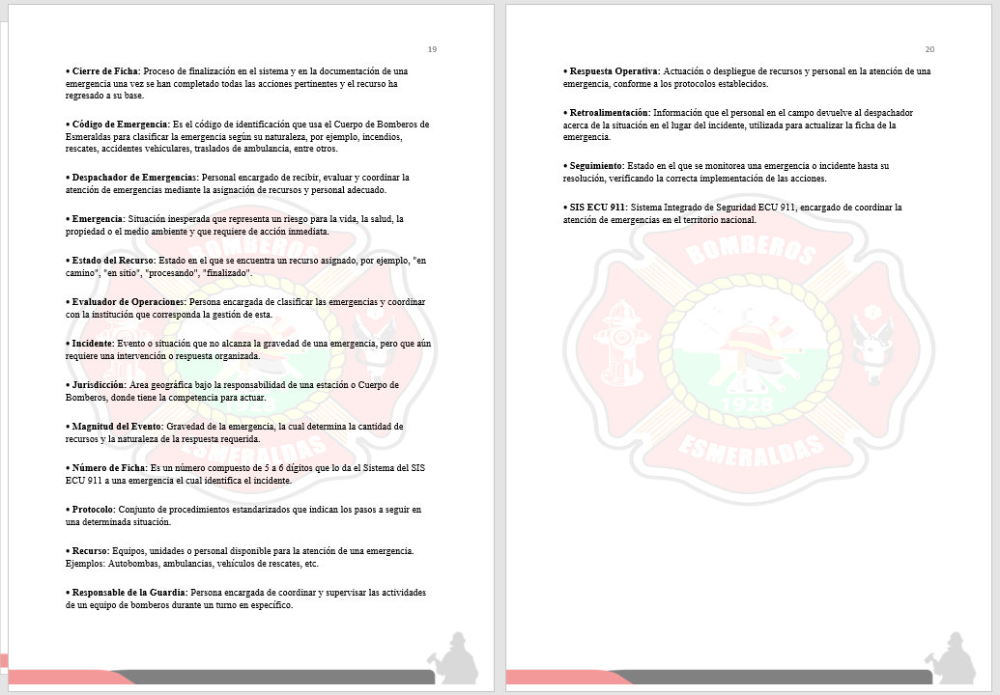 19
• Cierre de Ficha: Proceso de finalización en el sistema y en la documentación de una
emergencia una vez se han completado todas las acciones pertinentes y el recurso ha
regresado a su base.
• Código de Emergencia: Es el código de identificación que usa el Cuerpo de Bomberos de
Esmeraldas para clasificar la emergencia según su naturaleza, por ejemplo, incendios,
rescates, accidentes vehiculares, traslados de ambulancia, entre otros.
• Despachador de Emergencias: Personal encargado de recibir, evaluar y coordinar la
atención de emergencias mediante la asignación de recursos y personal adecuado.
• Emergencia: Situación inesperada que representa un riesgo para la vida, la salud, la
propiedad o el medio ambiente y que requiere de acción inmediata.
• Estado del Recurso: Estado en el que se encuentra un recurso asignado, por ejemplo, "en
camino", "en sitio", "procesando", "finalizado".
• Evaluador de Operaciones: Persona encargada de clasificar las emergencias y coordinar
con la institución que corresponda la gestión de esta.
• Incidente: Evento o situación que no alcanza la gravedad de una emergencia, pero que aún
requiere una intervención o respuesta organizada.
• Jurisdicción: Área geográfica bajo la responsabilidad de una estación o Cuerpo de
Bomberos, donde tiene la competencia para actuar.
• Magnitud del Evento: Gravedad de la emergencia, la cual determina la cantidad de
recursos y la naturaleza de la respuesta requerida.
• Número de Ficha: Es un número compuesto de 5 a 6 dígitos que lo da el Sistema del SIS
ECU 911 a una emergencia el cual identifica el incidente.
• Protocolo: Conjunto de procedimientos estandarizados que indican los pasos a seguir en
una determinada situación.
• Recurso: Equipos, unidades o personal disponible para la atención de una emergencia.
Ejemplos: Autobombas, ambulancias, vehículos de rescates, etc.
• Responsable de la Guardia: Persona encargada de coordinar y supervisar las actividades
de un equipo de bomberos durante un turno en específico.
BOMBEROS
1928
ESMERALDAS
20
• Respuesta Operativa: Actuación o despliegue de recursos y personal en la atención de una
emergencia, conforme a los protocolos establecidos.
• Retroalimentación: Información que el personal en el campo devuelve al despachador
acerca de la situación en el lugar del incidente, utilizada para actualizar la ficha de la
emergencia.
• Seguimiento: Estado en el que se monitorea una emergencia o incidente hasta su
resolución, verificando la correcta implementación de las acciones.
• SIS ECU 911: Sistema Integrado de Seguridad ECU 911, encargado de coordinar la
atención de emergencias en el territorio nacional.
BOMBEROS
1928
ESMERALDAS